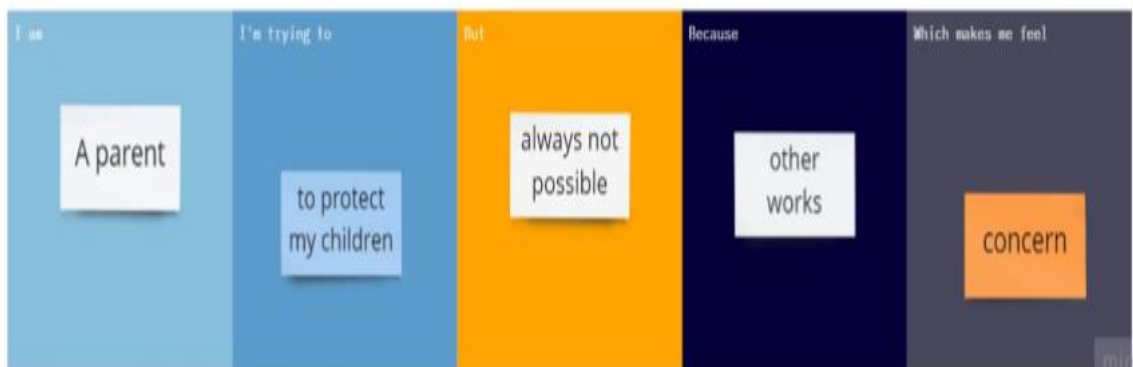 I am
I'm trying to
But
Because
Which makes me feel
A parent
to protect
my children
always not
possible
other
works
concern